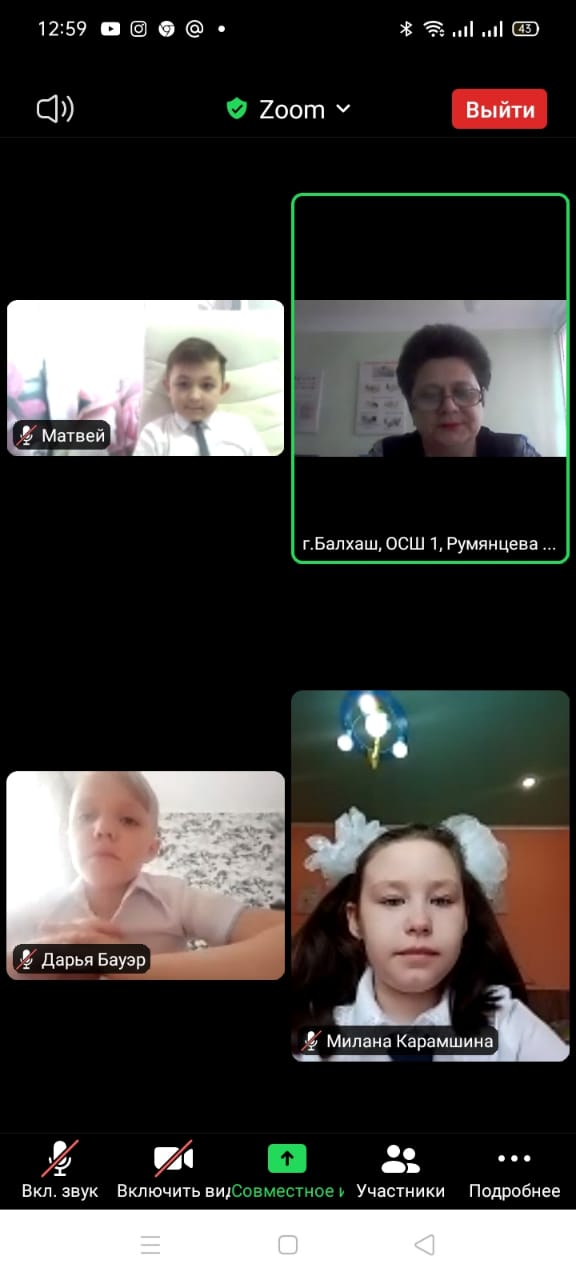 12:59
43
Zoom
Выйти
Матвей
г.Балхаш, ОСШ 1, Румянцева ...
Дарья Бауэр
Милана Карамшина
Вкл. звук
Включить вид
Совместное и
Участники
Подробнее